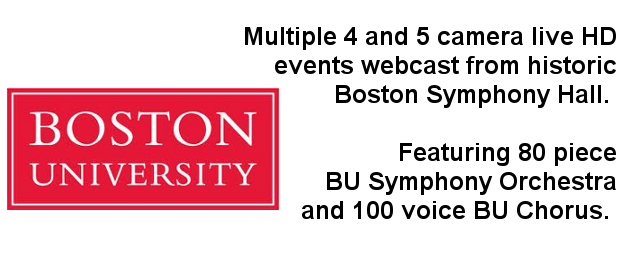 Multiple 4 and 5 camera live HD
events webcast from historic
Boston Symphony Hall.
BOSTON
UNIVERSITY
Featuring 80 piece
BU Symphony Orchestra
and 100 voice BU Chorus.